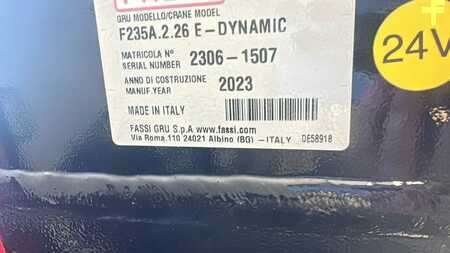 GRU MODELLO/CRANE MODEL
F235A.2.26 E-DYNAMIC
MATRICOLA Nº
SERIAL NUMBER 2306-1507
ANNO DI COSTRUZIONE
MANUF.YEAR 2023
MADE IN ITALY
FASSI GRU S.p.A www.fassi.com
Via Roma,110 24021 Albino (BG) -ITALY DE58918
+
24V